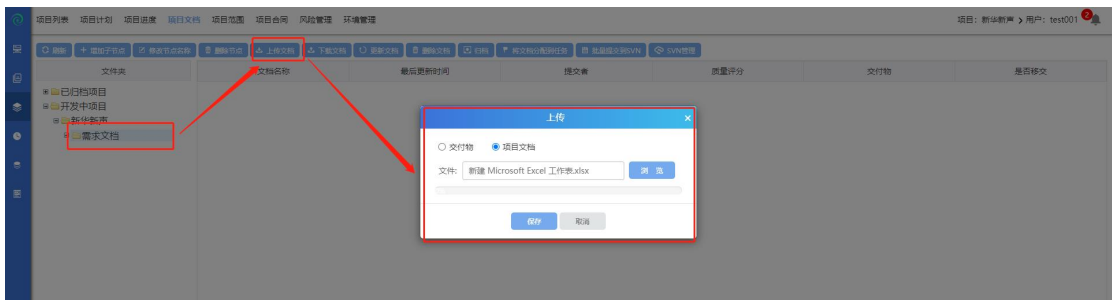 项目列表 项目计划 项目进度 项目文档 项目范围 项目合同 风险管理 环境管理 项目：新华新声 > 用户：test001 2
刷新 + 增加子节点 修改节点名称 删除节点 上传文档 下载文档 更新文档 删除文档 归档 将文档分配到任务 批量提交到SVN SVN管理
文件夹 文档名称 最后更新时间 提交者 质量评分 交付物 是否移交
已归档项目
开发中项目
新华新声
需求文档
上传 ×
交付物 项目文档
文件: 新建 Microsoft Excel 工作表.xlsx 浏 览
保存 取消